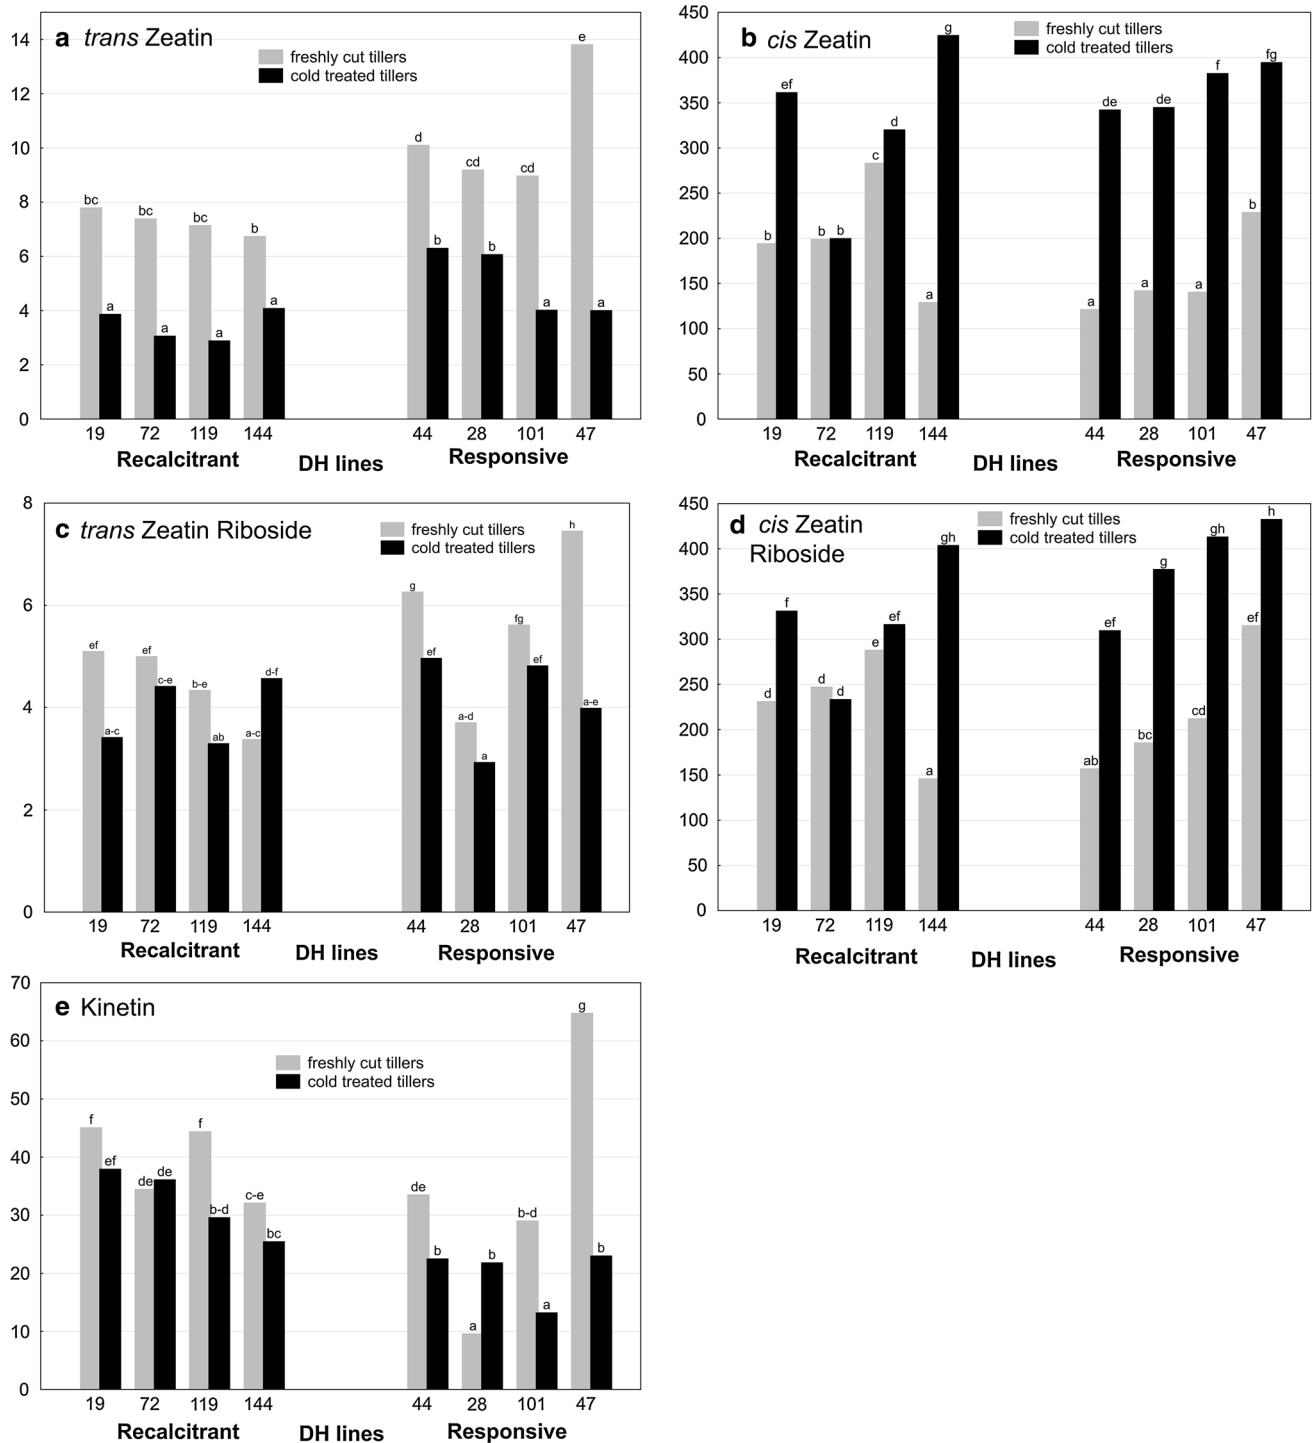 a trans Zeatin
freshly cut tillers
cold treated tillers
14
12
10
8
6
4
2
0
bc
a
bc
a
bc
a
b
a
d
b
cd
b
cd
a
e
a
19 72 119 144 44 28 101 47
Recalcitrant DH lines Responsive
b cis Zeatin
freshly cut tillers
cold treated tillers
450
400
350
300
250
200
150
100
50
0
b
ef
b
b
c
d
a
g
a
de
a
de
a
f
b
fg
19 72 119 144 44 28 101 47
Recalcitrant DH lines Responsive
c trans Zeatin Riboside
freshly cut tillers
cold treated tillers
8
6
4
2
0
ef
a-c
ef
c-e
b-e
ab
a-c
d-f
g
ef
a-d
a
fg
ef
h
a-e
19 72 119 144 44 28 101 47
Recalcitrant DH lines Responsive
d cis Zeatin
Riboside
freshly cut tilles
cold treated tillers
450
400
350
300
250
200
150
100
50
0
d
f
d
d
e
ef
a
gh
ab
ef
bc
g
cd
gh
ef
h
19 72 119 144 44 28 101 47
Recalcitrant DH lines Responsive
e Kinetin
freshly cut tillers
cold treated tillers
70
60
50
40
30
20
10
0
f
ef
de
de
f
b-d
c-e
bc
de
b
a
b
b-d
a
g
b
19 72 119 144 44 28 101 47
Recalcitrant DH lines Responsive